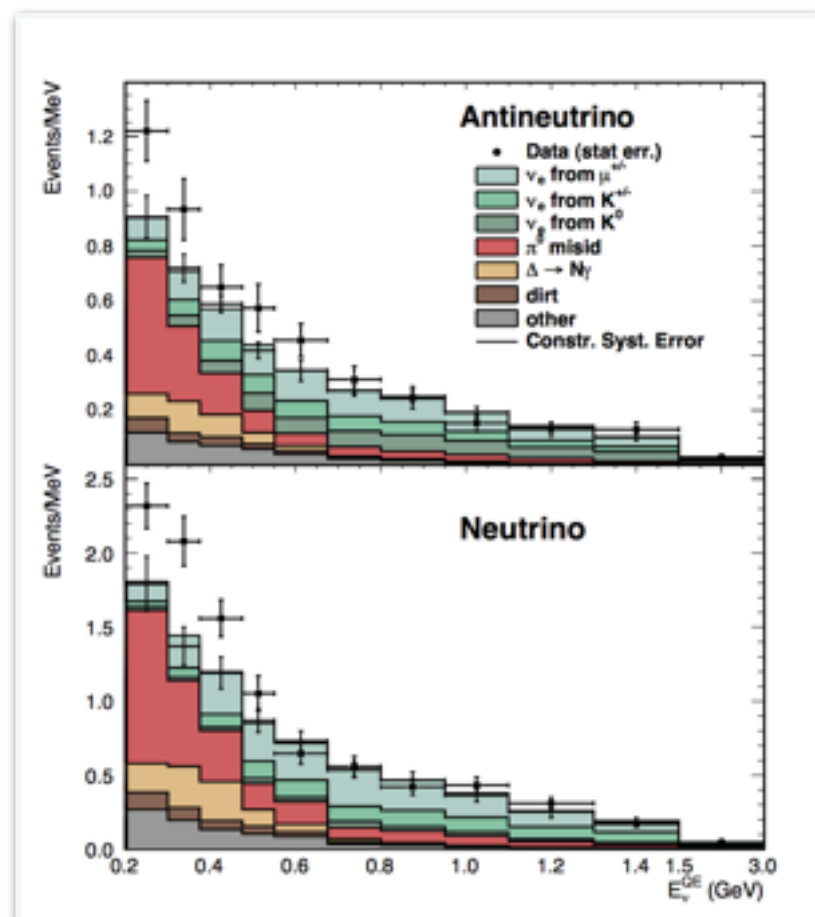 Events/MeV
1.2
1.0
0.8
0.6
0.4
0.2
Antineutrino
Data (stat err.)
νe from μ+/-
νe from K+/-
νe from K0
π0 misid
Δ → Nγ
dirt
other
Constr. Syst. Error
Events/MeV
2.5
2.0
1.5
1.0
0.5
0.0
Neutrino
0.2 0.4 0.6 0.8 1.0 1.2 1.4 1.5 3.0
EνQE (GeV)